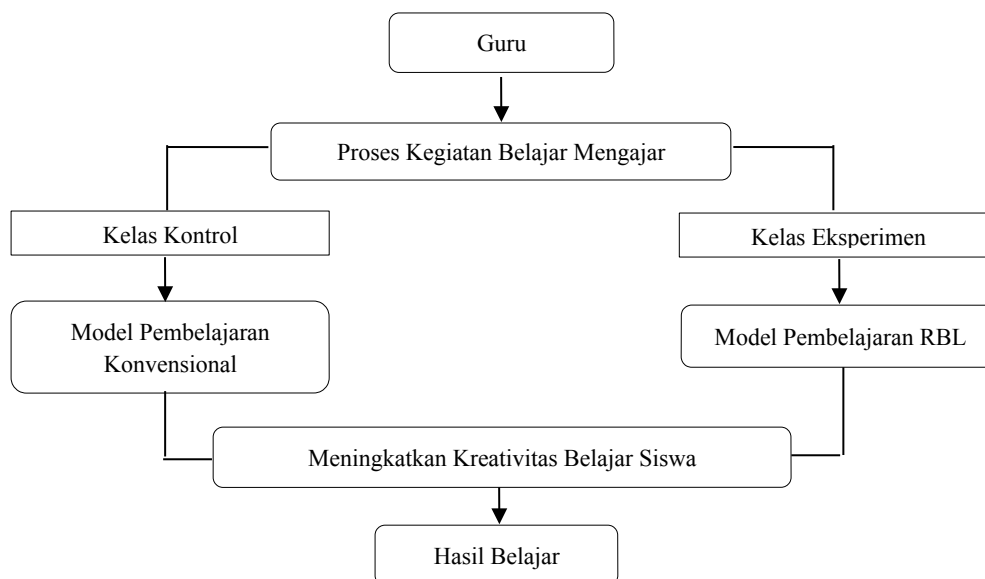 Guru
Proses Kegiatan Belajar Mengajar
Kelas Kontrol
Kelas Eksperimen
Model Pembelajaran
Konvensional
Model Pembelajaran RBL
Meningkatkan Kreativitas Belajar Siswa
Hasil Belajar